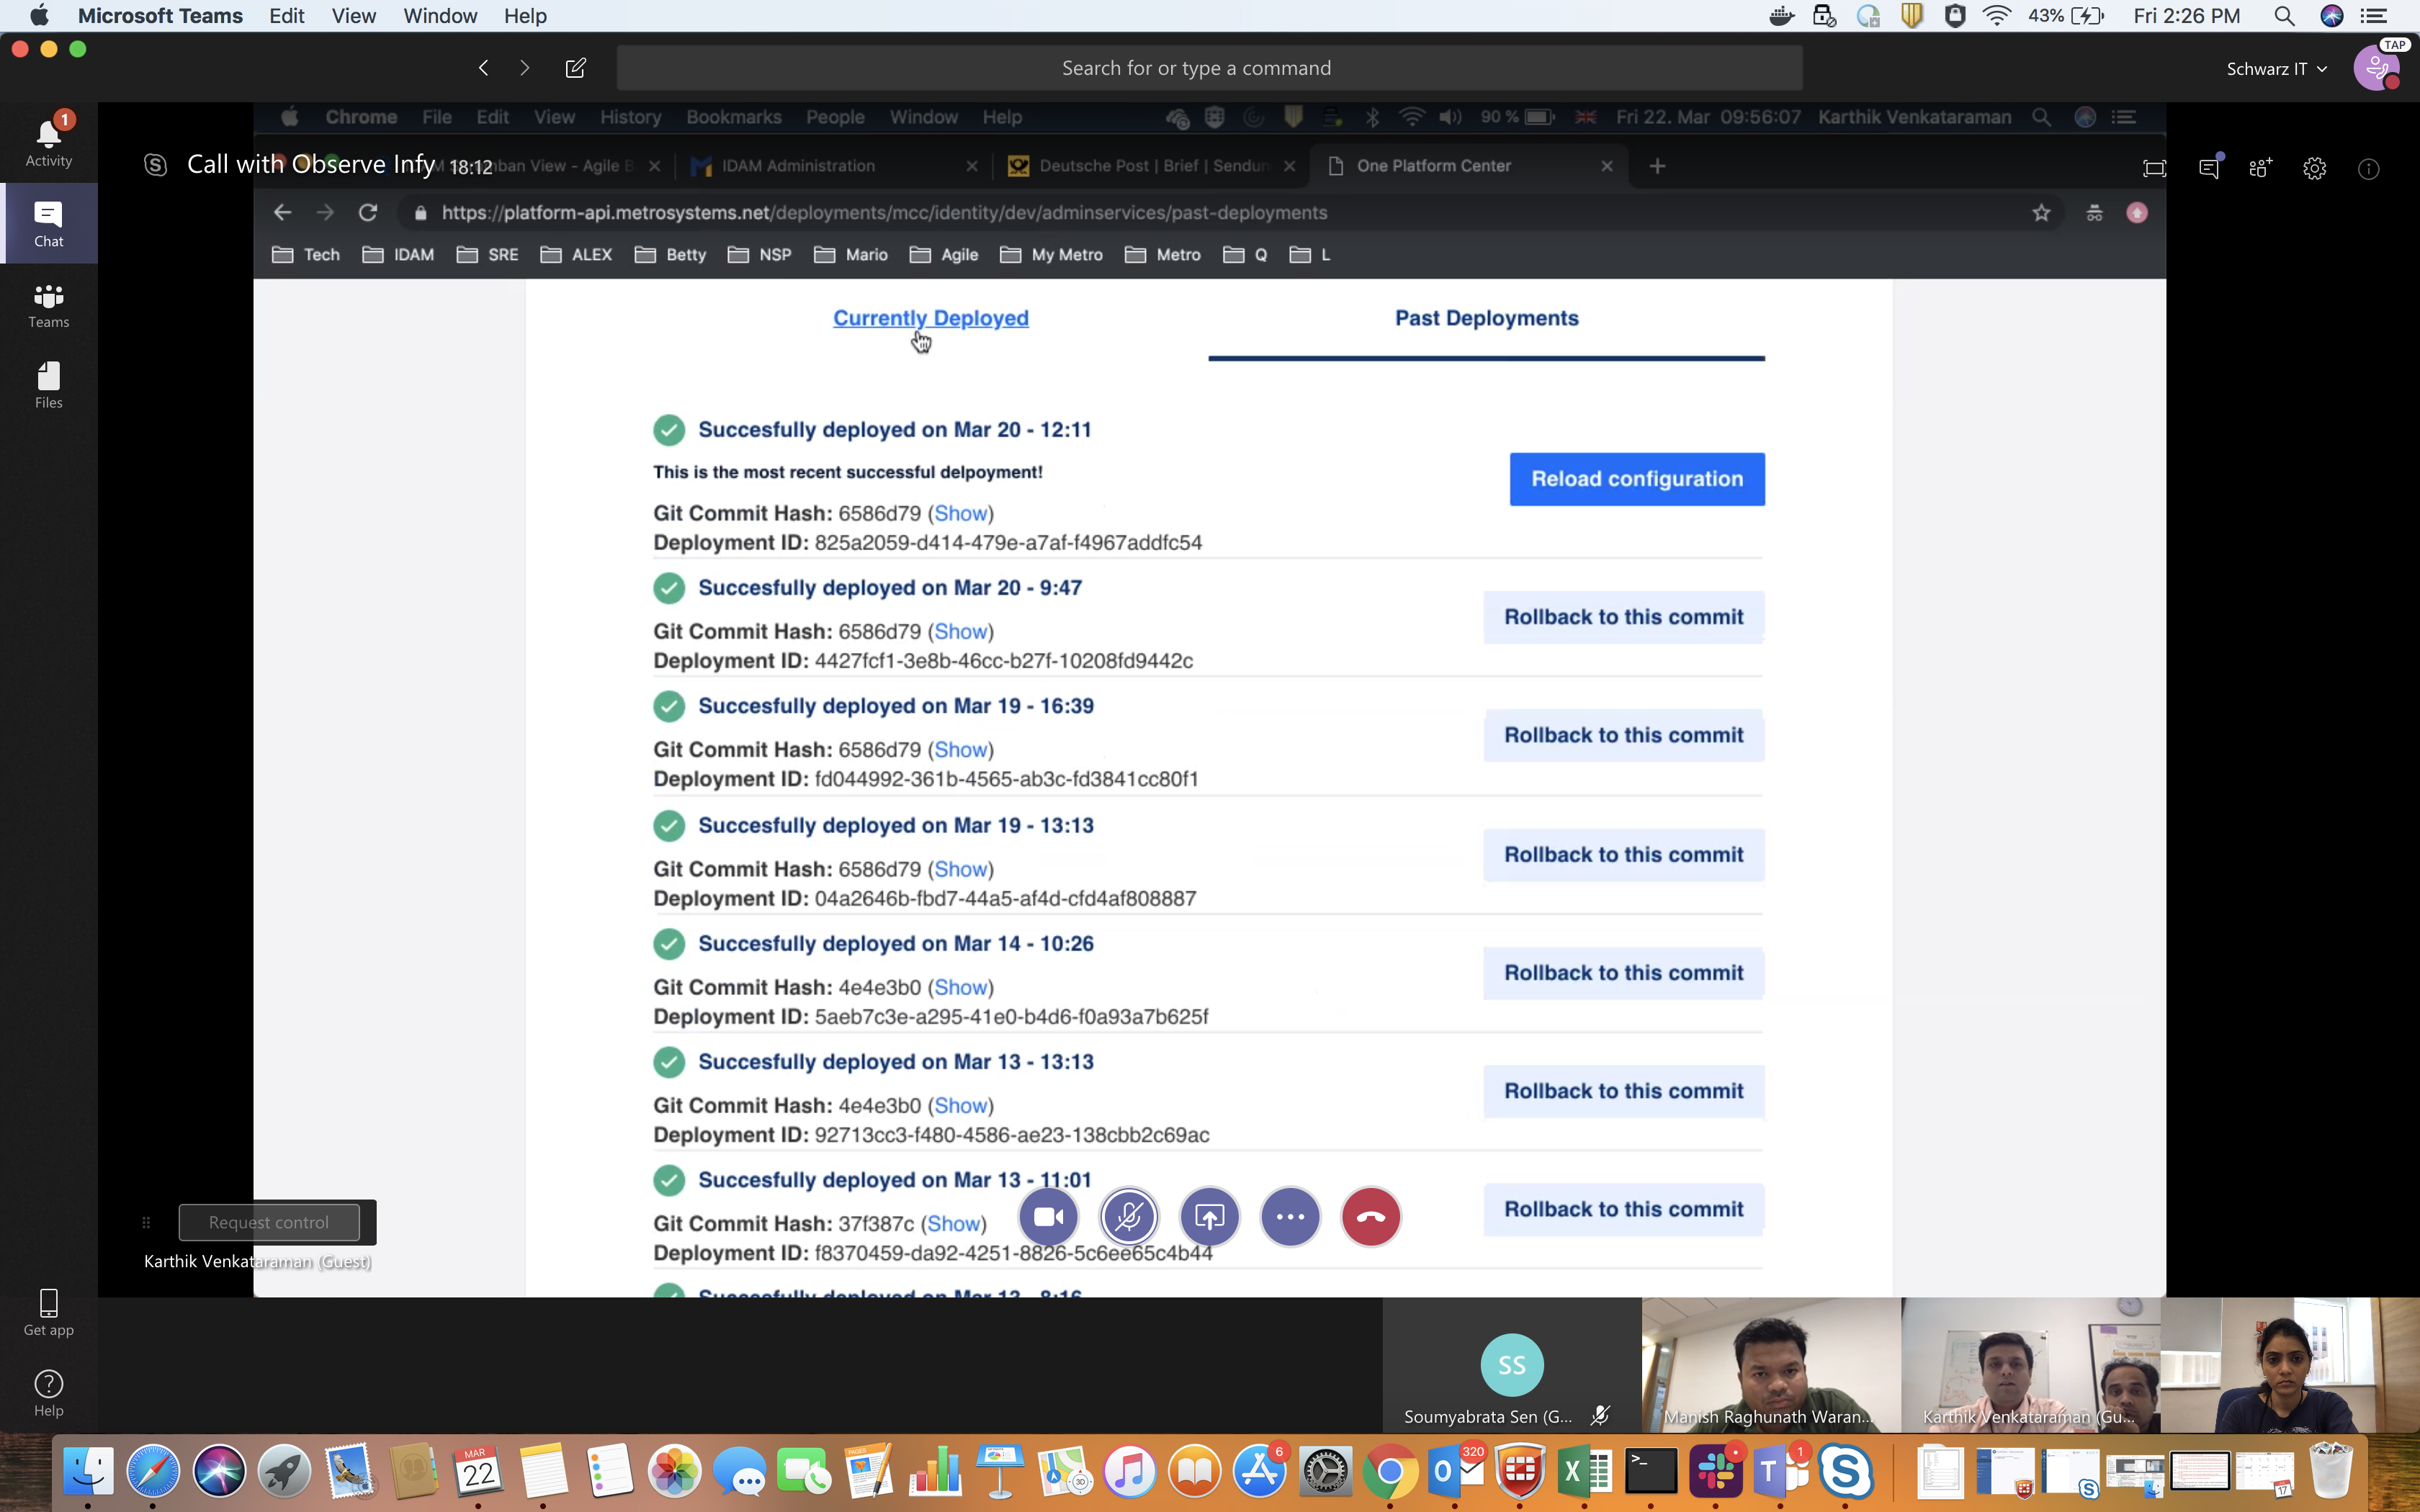 Microsoft Teams Edit View Window Help 43% Fri 2:26 PM
Search for or type a command
Schwarz IT
TAP
1
Activity
Chat
Teams
Files
Chrome File Edit View History Bookmarks People Window Help 90 % Fri 22. Mar 09:56:07 Karthik Venkataraman
Call with Observe Infy 18:12
nban View - Agile B IDAM Administration Deutsche Post | Brief | Sendun One Platform Center
https://platform-api.metrosystems.net/deployments/mcc/identity/dev/adminservices/past-deployments
Tech IDAM SRE ALEX Betty NSP Mario Agile My Metro Metro Q L
Currently Deployed Past Deployments
Succesfully deployed on Mar 20 - 12:11
This is the most recent successful delpoyment!
Reload configuration
Git Commit Hash: 6586d79 (Show)
Deployment ID: 825a2059-d414-479e-a7af-f4967addfc54
Succesfully deployed on Mar 20 - 9:47
Rollback to this commit
Git Commit Hash: 6586d79 (Show)
Deployment ID: 4427fcf1-3e8b-46cc-b27f-10208fd9442c
Succesfully deployed on Mar 19 - 16:39
Rollback to this commit
Git Commit Hash: 6586d79 (Show)
Deployment ID: fd044992-361b-4565-ab3c-fd3841cc80f1
Succesfully deployed on Mar 19 - 13:13
Rollback to this commit
Git Commit Hash: 6586d79 (Show)
Deployment ID: 04a2646b-fbd7-44a5-af4d-cfd4af808887
Succesfully deployed on Mar 14 - 10:26
Rollback to this commit
Git Commit Hash: 4e4e3b0 (Show)
Deployment ID: 5aeb7c3e-a295-41e0-b4d6-f0a93a7b625f
Succesfully deployed on Mar 13 - 13:13
Rollback to this commit
Git Commit Hash: 4e4e3b0 (Show)
Deployment ID: 92713cc3-f480-4586-ae23-138cbb2c69ac
Succesfully deployed on Mar 13 - 11:01
Rollback to this commit
Git Commit Hash: 37f387c (Show)
Deployment ID: f8370459-da92-4251-8826-5c6ee65c4b44
Request control
Karthik Venkataraman (Guest)
Get app
Help
SS
Soumyabrata Sen (G...
Manish Raghunath Waran...
Karthik Venkataraman (Gu...
MAR
22
PAGES
3D
6
320
1
17